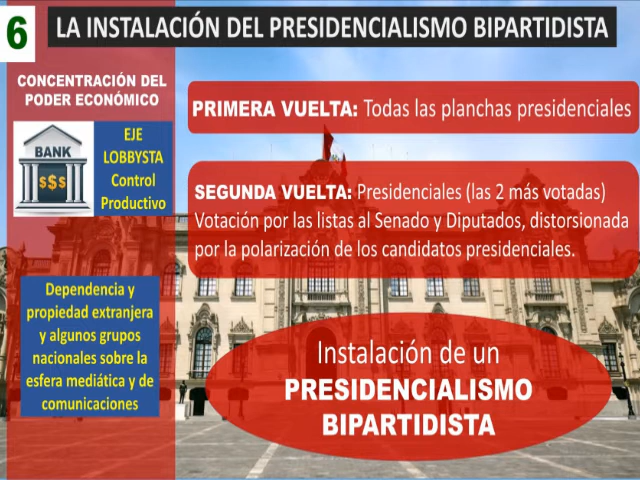 6
LA INSTALACIÓN DEL PRESIDENCIALISMO BIPARTIDISTA
CONCENTRACIÓN DEL
PODER ECONÓMICO
BANK
$$$
EJE
LOBBYSTA
Control
Productivo
Dependencia y
propiedad extranjera
y algunos grupos
nacionales sobre la
esfera mediática y de
comunicaciones
PRIMERA VUELTA: Todas las planchas presidenciales
SEGUNDA VUELTA: Presidenciales (las 2 más votadas)
Votación por las listas al Senado y Diputados, distorsionada
por la polarización de los candidatos presidenciales.
Instalación de un
PRESIDENCIALISMO
BIPARTIDISTA